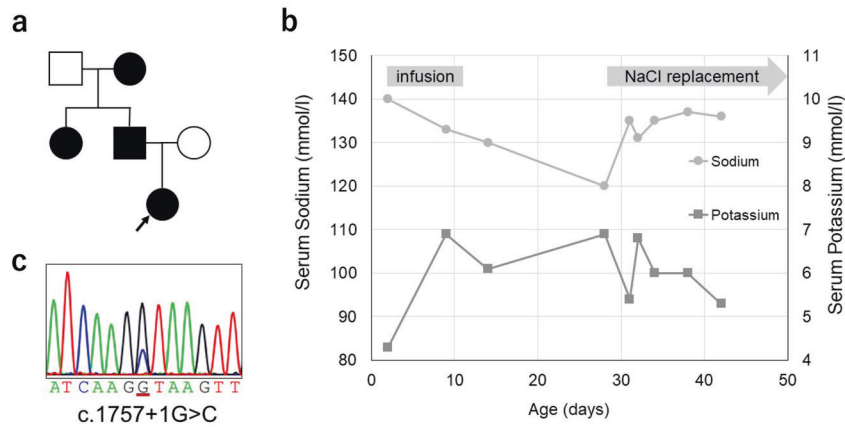 a
b
150
140
130
120
110
100
90
80
Serum Sodium (mmol/l)
infusion
NaCl replacement
Sodium
Potassium
11
10
9
8
7
6
5
4
Serum Potassium (mmol/l)
0
10
20
30
40
50
Age (days)
c
ATCAAGGTAAGTT
c.1757+1G>C